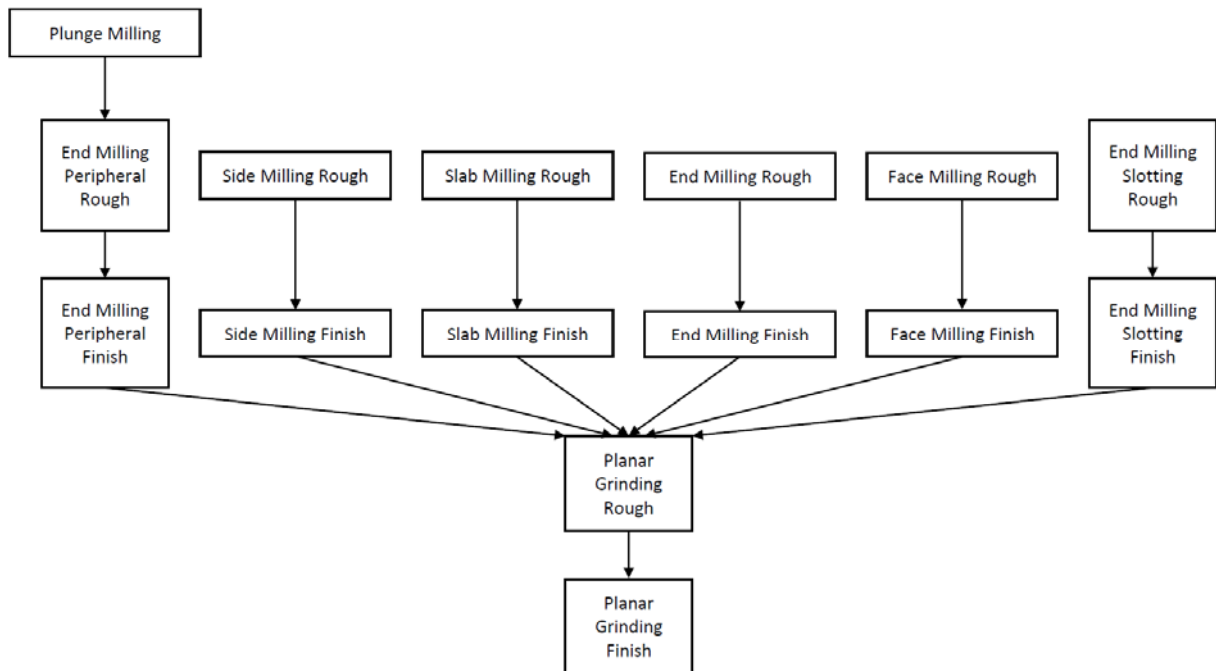 Plunge Milling
End Milling
Peripheral
Rough
Side Milling Rough
Slab Milling Rough
End Milling Rough
Face Milling Rough
End Milling
Slotting
Rough
End Milling
Peripheral
Finish
Side Milling Finish
Slab Milling Finish
End Milling Finish
Face Milling Finish
End Milling
Slotting
Finish
Planar
Grinding
Rough
Planar
Grinding
Finish